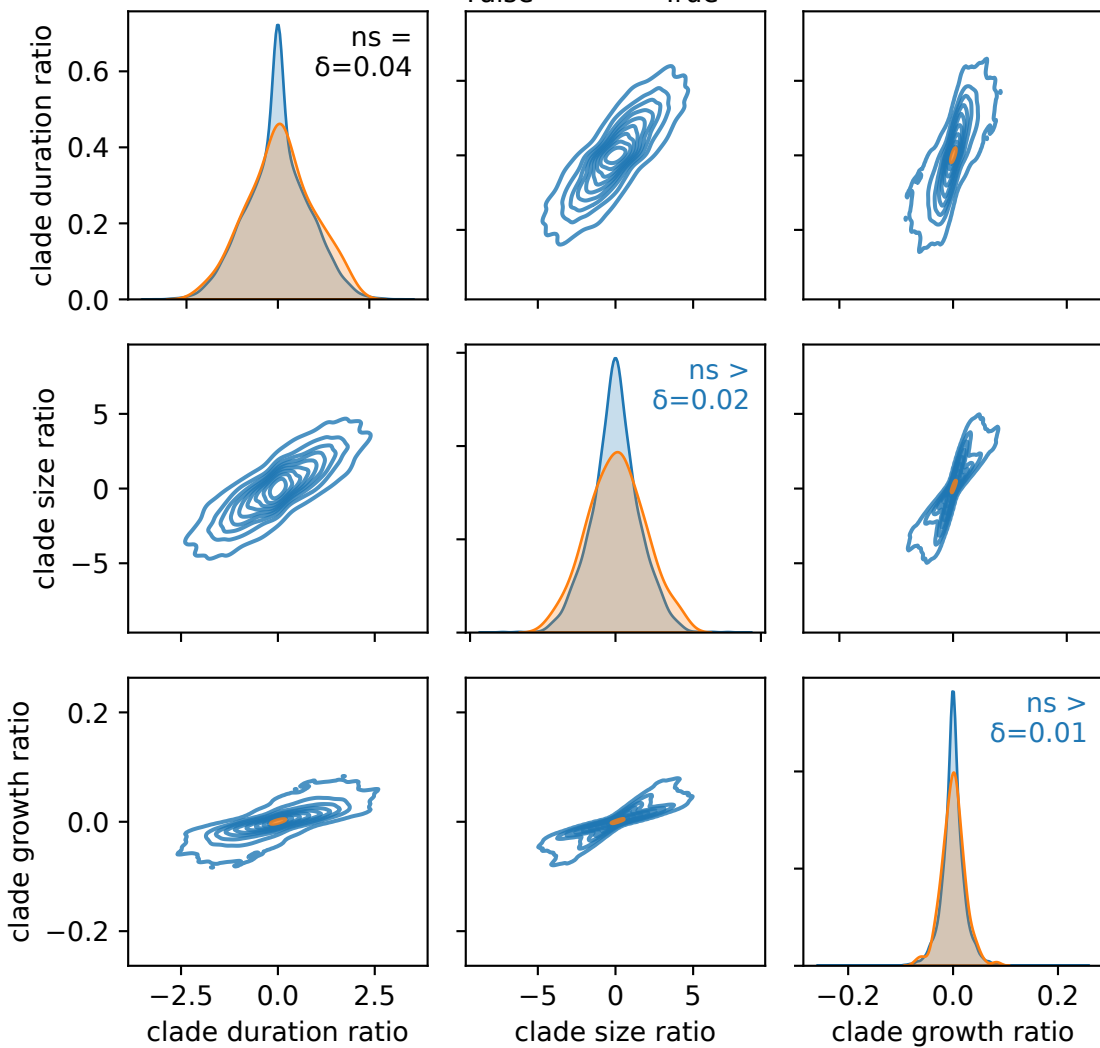 ns =
δ=0.04
clade duration ratio
0.6
0.4
0.2
0.0
ns >
δ=0.02
clade size ratio
5
0
−5
ns >
δ=0.01
clade growth ratio
0.2
0.0
−0.2
−2.5 0.0 2.5
−5 0 5
−0.2 0.0 0.2
clade duration ratio
clade size ratio
clade growth ratio